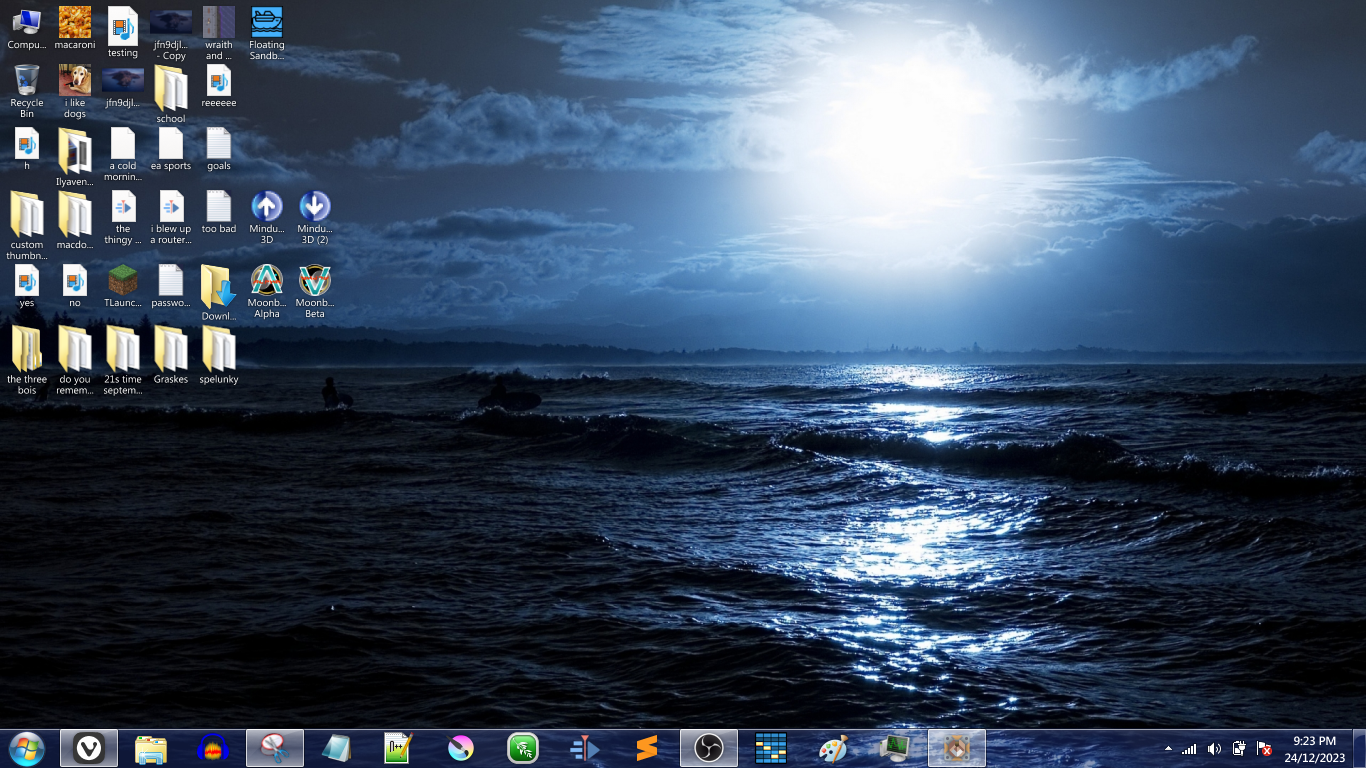 Compu...
macaroni
testing
jfn9djl...
- Copy
wraith
and ...
Floating
Sandb...
Recycle
Bin
i like
dogs
jfn9djl...
school
reeeeee
h
Ilyaven...
a cold
mornin...
ea sports
goals
custom
thumbn...
macdo...
the
thingy ...
i blew up
a router...
too bad
Mindu...
3D
Mindu...
3D (2)
yes
no
TLaunc...
passwo...
Downl...
Moonb...
Alpha
Moonb...
Beta
the three
bois
do you
remem...
21s time
septem...
Graskes
spelunky
9:23 PM
24/12/2023